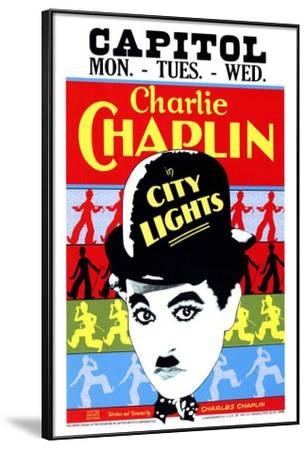 CAPITOL
MON. - TUES. - WED.
Charlie
CHAPLIN
in
CITY
LIGHTS
Written and Directed by
CHARLES CHAPLIN